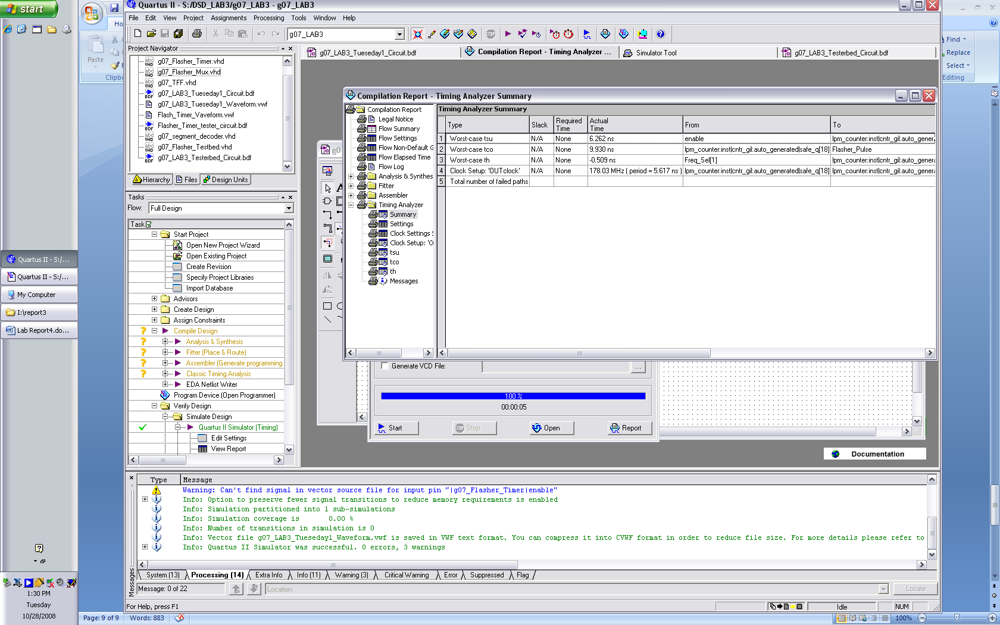 start
Quartus II - S:/DSD_LAB3/g07_LAB3 - g07_LAB3
File Edit View Project Assignments Processing Tools Window Help
g07_LAB3
Ho
Paste
Clipb
Find
Replace
Select
Editing
Project Navigator
g07_Flasher_Timer.vhd
g07_Flasher_Mux.vhd
g07_TFF.vhd
g07_LAB3_Tueseday1_Circuit.bdf
g07_LAB3_Tueseday1_Waveform.vwf
Flash_Timer_Waveform.vwf
Flasher_Timer_tester_circuit.bdf
g07_segment_decoder.vhd
g07_Flasher_Testbed.vhd
g07_LAB3_Testerbed_Circuit.bdf
Hierarchy Files Design Units
Tasks
Flow: Full Design
Task
Start Project
Open New Project Wizard
Open Existing Project
Create Revision
Specify Project Libraries
Import Database
Advisors
Create Design
Assign Constraints
Compile Design
Analysis & Synthesis
Fitter (Place & Route)
Assembler (Generate programming
Classic Timing Analysis
EDA Netlist Writer
Program Device (Open Programmer)
Verify Design
Simulate Design
Quartus II Simulator (Timing)
Edit Settings
View Report
g07_LAB3_Tueseday1_Circuit.bdf
Compilation Report - Timing Analyzer ...
Simulator Tool
g07_LAB3_Testerbed_Circuit.bdf
Compilation Report - Timing Analyzer Summary
Compilation Report
Legal Notice
Flow Summary
Flow Settings
Flow Non-Default G
Flow Elapsed Time
Flow Log
Analysis & Synthes
Fitter
Assembler
Timing Analyzer
Summary
Settings
Clock Settings S
Clock Setup: 'O
tsu
tco
th
Messages
Timing Analyzer Summary
Type Slack Required Time Actual Time From To
1 Worst-case tsu N/A None 6.262 ns enable lpm_counter:inst|cntr_gil:auto_gener
2 Worst-case tco N/A None 9.930 ns lpm_counter:inst|cntr_gil:auto_generated|safe_q[18] Flasher_Pulse
3 Worst-case th N/A None -0.509 ns Freq_Sel[1] lpm_counter:inst|cntr_gil:auto_genera
4 Clock Setup: 'OUTclock' N/A None 178.03 MHz ( period = 5.617 ns ) lpm_counter:inst|cntr_gil:auto_generated|safe_q[18] lpm_counter:inst|cntr_gil:auto_genera
5 Total number of failed paths
Generate VCD File:
...
100 %
00:00:05
Start Stop Open Report
Documentation
Quartus II - S:/...
Quartus II - S:/...
My Computer
I:\report3
Lab Report4.do...
Type Message
Warning: Can't find signal in vector source file for input pin "|g07_Flasher_Timer|enable"
Info: Option to preserve fewer signal transitions to reduce memory requirements is enabled
Info: Simulation partitioned into 1 sub-simulations
Info: Simulation coverage is 0.00 %
Info: Number of transitions in simulation is 0
Info: Vector file g07_LAB3_Tueseday1_Waveform.vwf is saved in VWF text format. You can compress it into CVWF format in order to reduce file size. For more details please refer to
Info: Quartus II Simulator was successful. 0 errors, 3 warnings
System (13) Processing (14) Extra Info Info (11) Warning (3) Critical Warning Error Suppressed Flag
Messages
Message: 0 of 22
Location:
Locate
For Help, press F1
Idle
NUM
1:30 PM
Tuesday
10/28/2008
Page: 9 of 9 Words: 883
100%